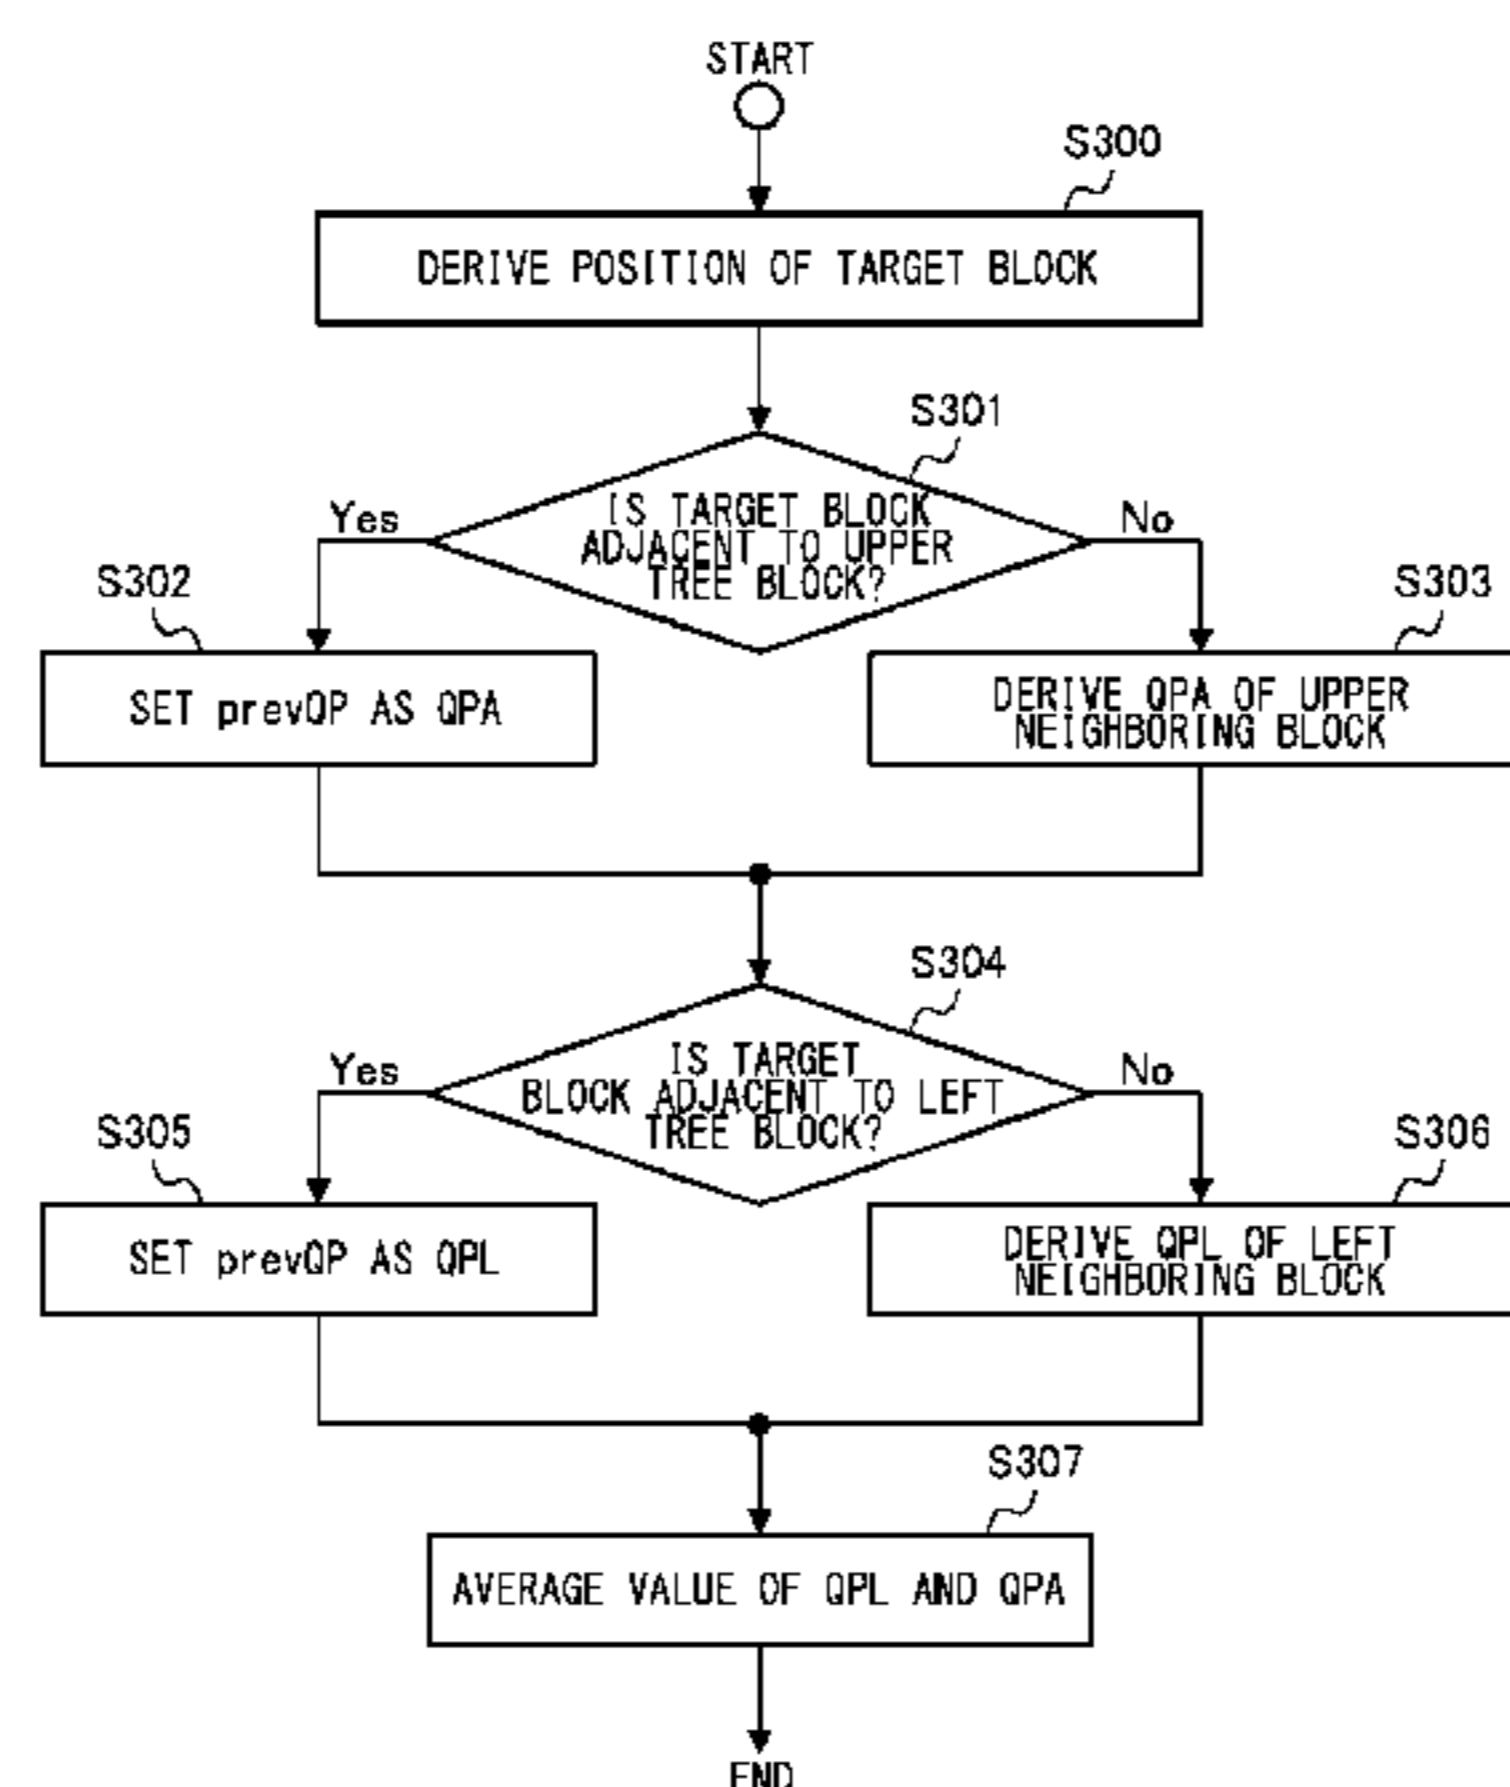 START
S300
DERIVE POSITION OF TARGET BLOCK
S301
IS TARGET BLOCK
ADJACENT TO UPPER
TREE BLOCK?
Yes
No
S302
S303
SET prevQP AS QPA
DERIVE QPA OF UPPER
NEIGHBORING BLOCK
S304
IS TARGET
BLOCK ADJACENT TO LEFT
TREE BLOCK?
Yes
No
S305
S306
SET prevQP AS QPL
DERIVE QPL OF LEFT
NEIGHBORING BLOCK
S307
AVERAGE VALUE OF QPL AND QPA
END